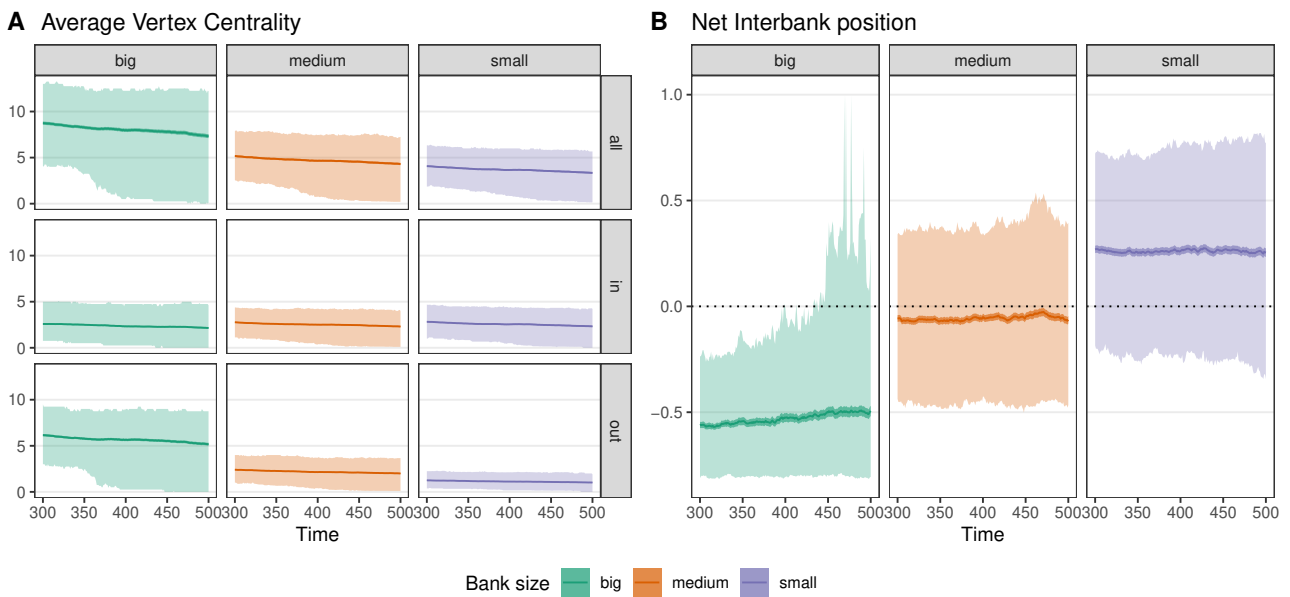 A Average Vertex Centrality
big medium small
10
5
0
all
10
5
0
in
10
5
0
out
300 350 400 450 500 300 350 400 450 500 300 350 400 450 500
Time
B Net Interbank position
big medium small
1.0
0.5
0.0
−0.5
300 350 400 450 500 300 350 400 450 500 300 350 400 450 500
Time
Bank size big medium small